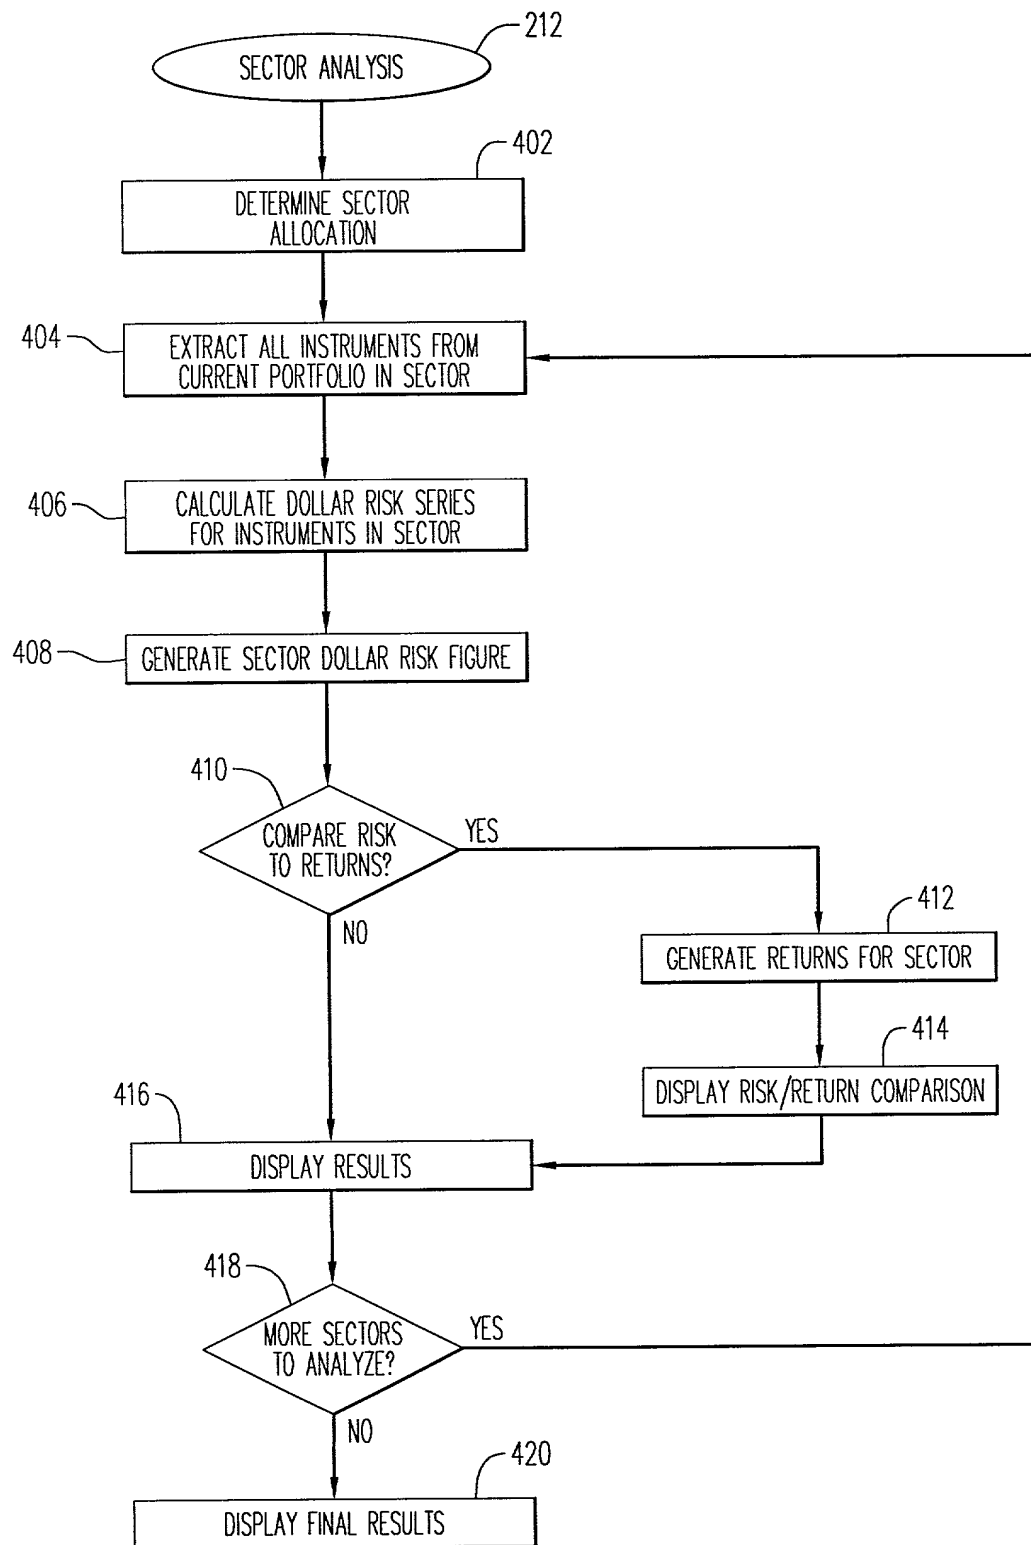 212
SECTOR ANALYSIS
402
DETERMINE SECTOR
ALLOCATION
404
EXTRACT ALL INSTRUMENTS FROM
CURRENT PORTFOLIO IN SECTOR
406
CALCULATE DOLLAR RISK SERIES
FOR INSTRUMENTS IN SECTOR
408
GENERATE SECTOR DOLLAR RISK FIGURE
410
COMPARE RISK
TO RETURNS?
YES
NO
412
GENERATE RETURNS FOR SECTOR
414
DISPLAY RISK/RETURN COMPARISON
416
DISPLAY RESULTS
418
MORE SECTORS
TO ANALYZE?
YES
NO
420
DISPLAY FINAL RESULTS